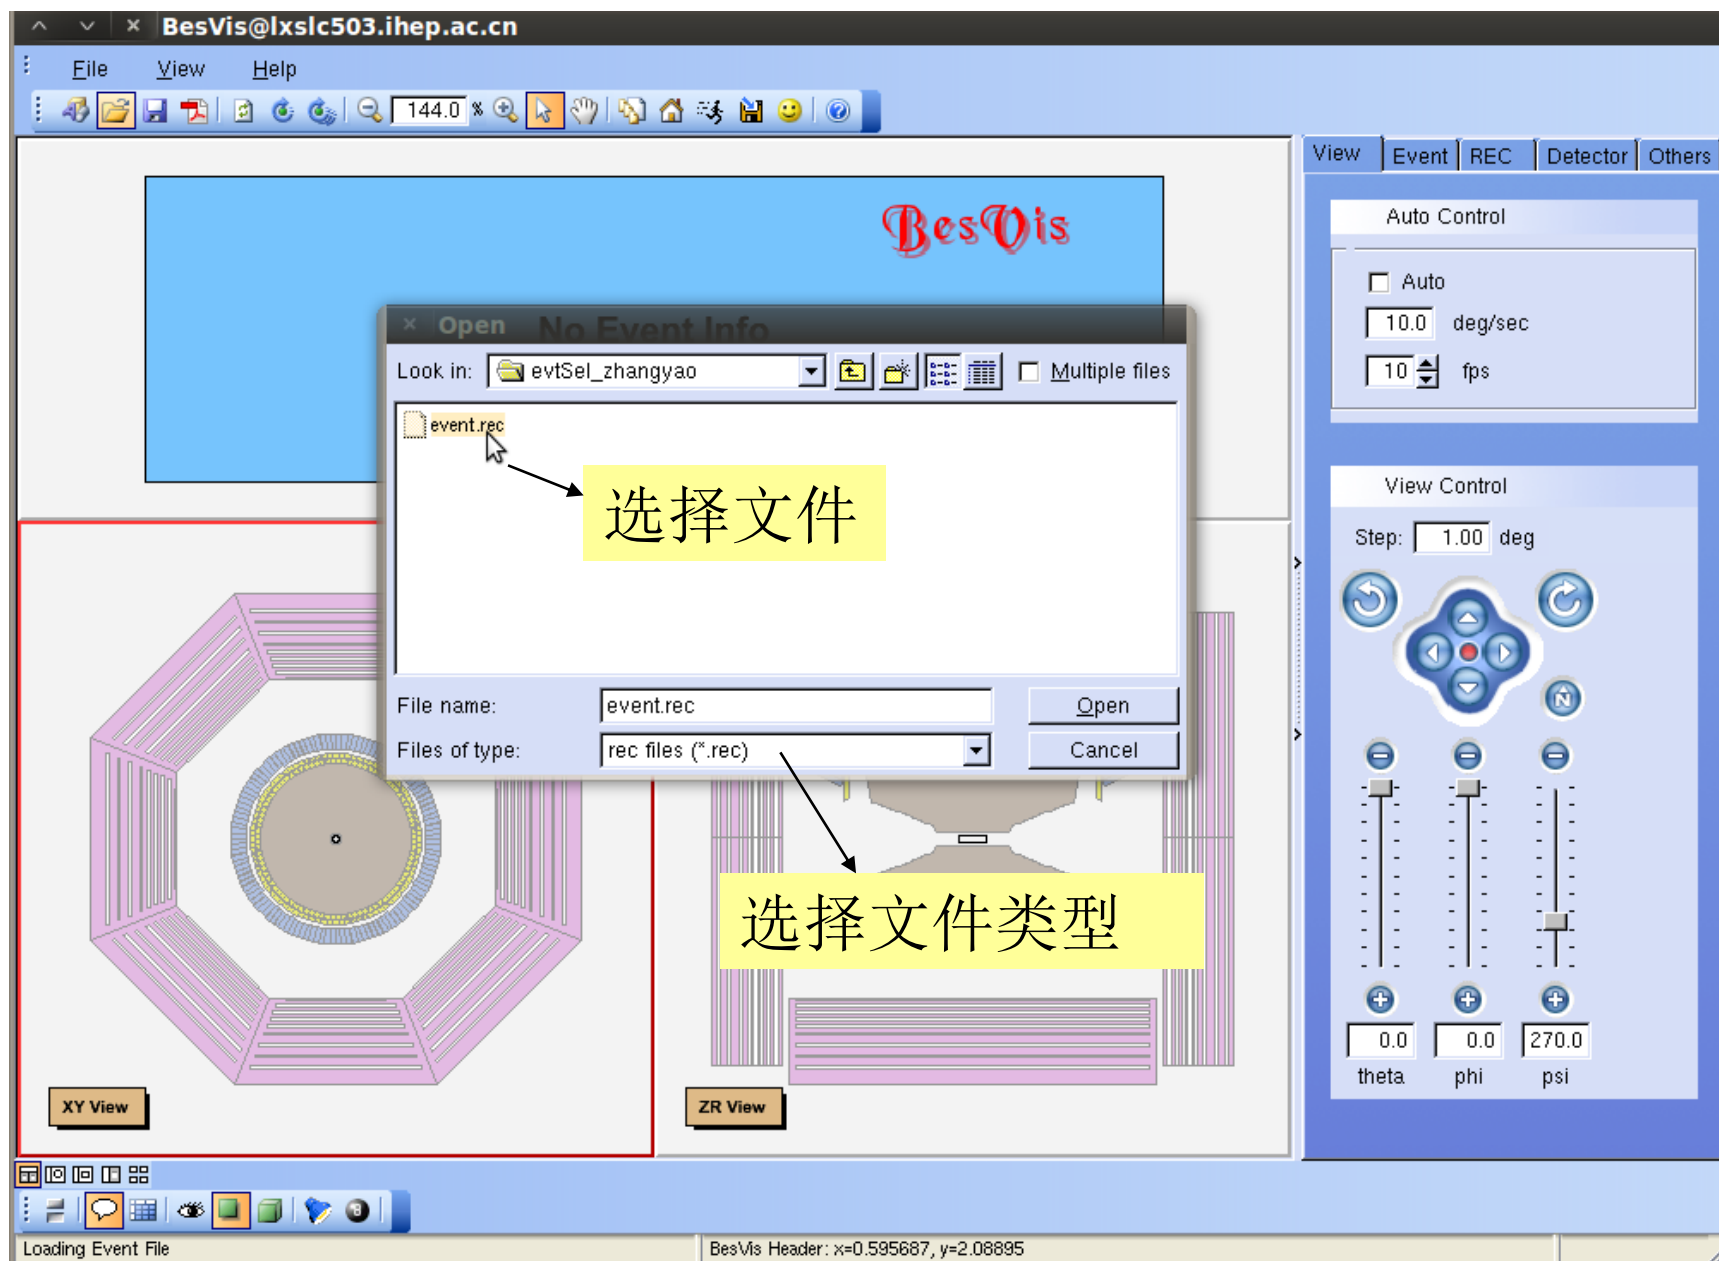 BesVis@lxslc503.ihep.ac.cn
File View Help
144.0 %
View Event REC Detector Others
BesVis
Auto Control
Auto
10.0 deg/sec
10 fps
No Event Info
Open
Look in: evtSel_zhangyao Multiple files
event.rec
选择文件
File name: event.rec Open
Files of type: rec files (*.rec) Cancel
选择文件类型
View Control
Step: 1.00 deg
N
0.0 0.0 270.0
theta phi psi
XY View
ZR View
Loading Event File
BesVis Header: x=0.595687, y=2.08895